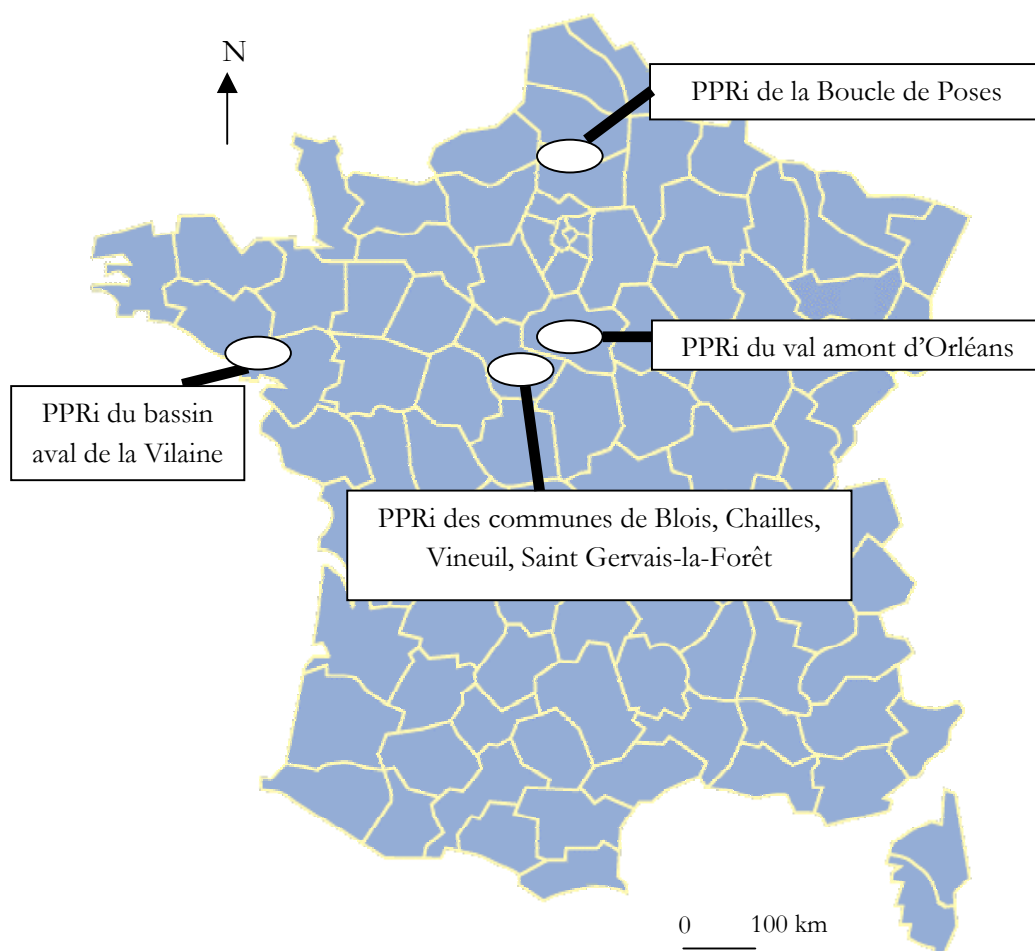 N
PPRi de la Boucle de Poses
PPRi du val amont d’Orléans
PPRi du bassin
aval de la Vilaine
PPRi des communes de Blois, Chailles,
Vineuil, Saint Gervais-la-Forêt
0 100 km